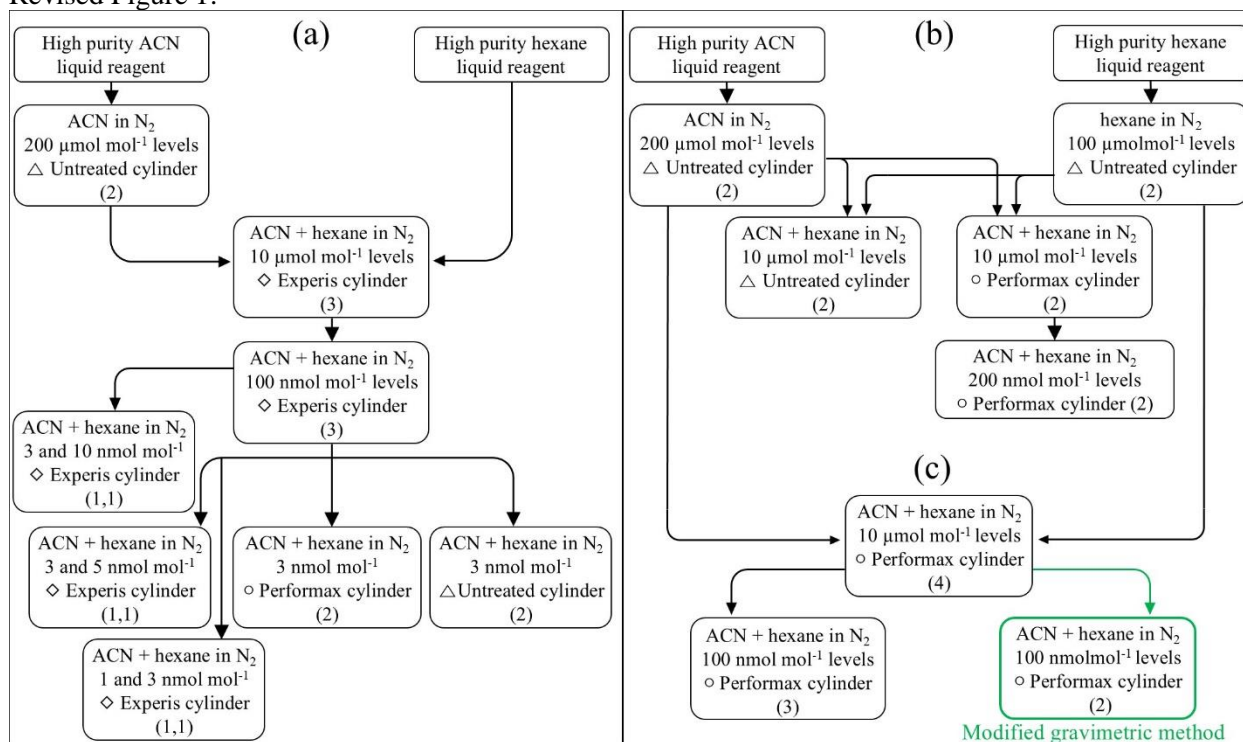 Revised Figure 1.
(a)
High purity ACN
liquid reagent
High purity hexane
liquid reagent
ACN in N₂
200 µmol mol⁻¹ levels
△ Untreated cylinder
(2)
ACN + hexane in N₂
10 µmol mol⁻¹ levels
◇ Experis cylinder
(3)
ACN + hexane in N₂
100 nmol mol⁻¹ levels
◇ Experis cylinder
(3)
ACN + hexane in N₂
3 and 10 nmol mol⁻¹
◇ Experis cylinder
(1,1)
ACN + hexane in N₂
3 and 5 nmol mol⁻¹
◇ Experis cylinder
(1,1)
ACN + hexane in N₂
3 nmol mol⁻¹
○ Performax cylinder
(2)
ACN + hexane in N₂
3 nmol mol⁻¹
△Untreated cylinder
(2)
ACN + hexane in N₂
1 and 3 nmol mol⁻¹
◇ Experis cylinder
(1,1)
(b)
High purity ACN
liquid reagent
High purity hexane
liquid reagent
ACN in N₂
200 µmol mol⁻¹ levels
△ Untreated cylinder
(2)
hexane in N₂
100 µmolmol⁻¹ levels
△ Untreated cylinder
(2)
ACN + hexane in N₂
10 µmol mol⁻¹ levels
△ Untreated cylinder
(2)
ACN + hexane in N₂
10 µmol mol⁻¹ levels
○ Performax cylinder
(2)
ACN + hexane in N₂
200 nmol mol⁻¹ levels
○ Performax cylinder (2)
(c)
ACN + hexane in N₂
10 µmol mol⁻¹ levels
○ Performax cylinder
(4)
ACN + hexane in N₂
100 nmol mol⁻¹ levels
○ Performax cylinder
(3)
ACN + hexane in N₂
100 nmolmol⁻¹ levels
○ Performax cylinder
(2)
Modified gravimetric method